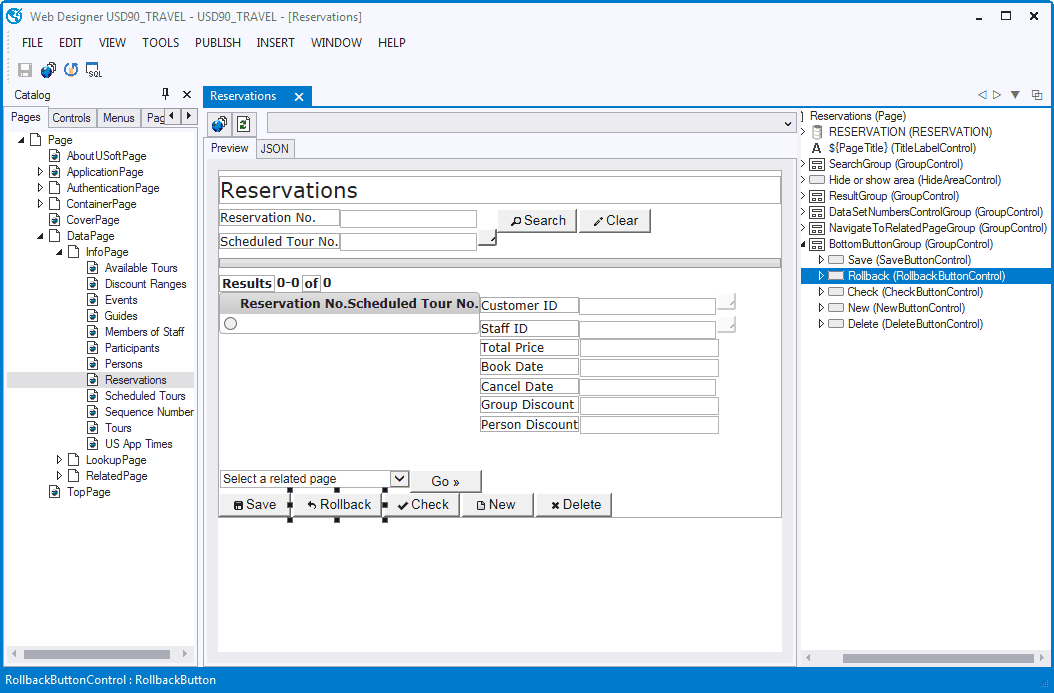 Web Designer USD90_TRAVEL - USD90_TRAVEL - [Reservations]
FILE EDIT VIEW TOOLS PUBLISH INSERT WINDOW HELP
SQL
Catalog
Pages Controls Menus Pag
Page
AboutUSoftPage
ApplicationPage
AuthenticationPage
ContainerPage
CoverPage
DataPage
InfoPage
Available Tours
Discount Ranges
Events
Guides
Members of Staff
Participants
Persons
Reservations
Scheduled Tours
Sequence Number
Tours
US App Times
LookupPage
RelatedPage
TopPage
Reservations
Preview JSON
Reservations
Reservation No. Search Clear
Scheduled Tour No.
Results 0-0 of 0
Reservation No.Scheduled Tour No.
Customer ID
Staff ID
Total Price
Book Date
Cancel Date
Group Discount
Person Discount
Select a related page Go »
Save Rollback Check New Delete
Reservations (Page)
RESERVATION (RESERVATION)
A ${PageTitle} (TitleLabelControl)
SearchGroup (GroupControl)
Hide or show area (HideAreaControl)
ResultGroup (GroupControl)
DataSetNumbersControlGroup (GroupControl)
NavigateToRelatedPageGroup (GroupControl)
BottomButtonGroup (GroupControl)
Save (SaveButtonControl)
Rollback (RollbackButtonControl)
Check (CheckButtonControl)
New (NewButtonControl)
Delete (DeleteButtonControl)
RollbackButtonControl : RollbackButton